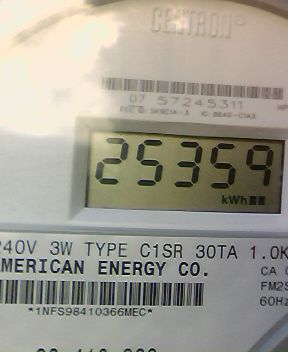 CENTRON®
07 57245311
25359
kWh
240V 3W TYPE C1SR 30TA 1.0K
AMERICAN ENERGY CO.
CA
FM2S
60Hz
*1NFS98410366MEC*